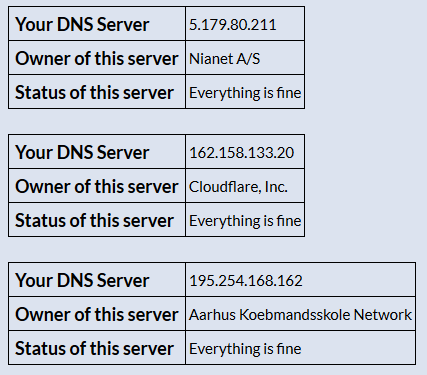 Your DNS Server 5.179.80.211
Owner of this server Nianet A/S
Status of this server Everything is fine
Your DNS Server 162.158.133.20
Owner of this server Cloudflare, Inc.
Status of this server Everything is fine
Your DNS Server 195.254.168.162
Owner of this server Aarhus Koebmandsskole Network
Status of this server Everything is fine